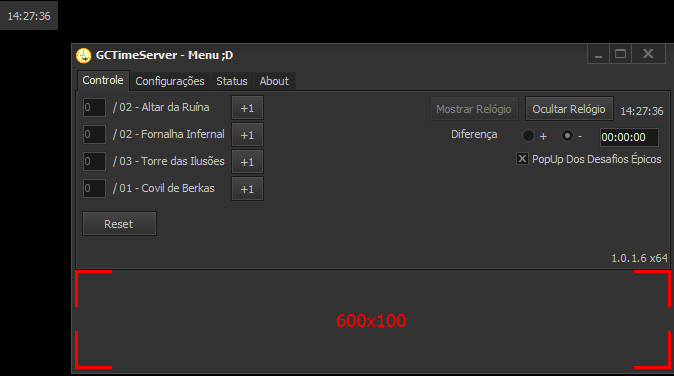 14:27:36
GCTimeServer - Menu ;D
Controle Configurações Status About
0 / 02 - Altar da Ruína +1
Mostrar Relógio Ocultar Relógio 14:27:36
0 / 02 - Fornalha Infernal +1
Diferença + - 00:00:00
0 / 03 - Torre das Ilusões +1
PopUp Dos Desafios Épicos
0 / 01 - Covil de Berkas +1
Reset
1.0.1.6 x64
600x100